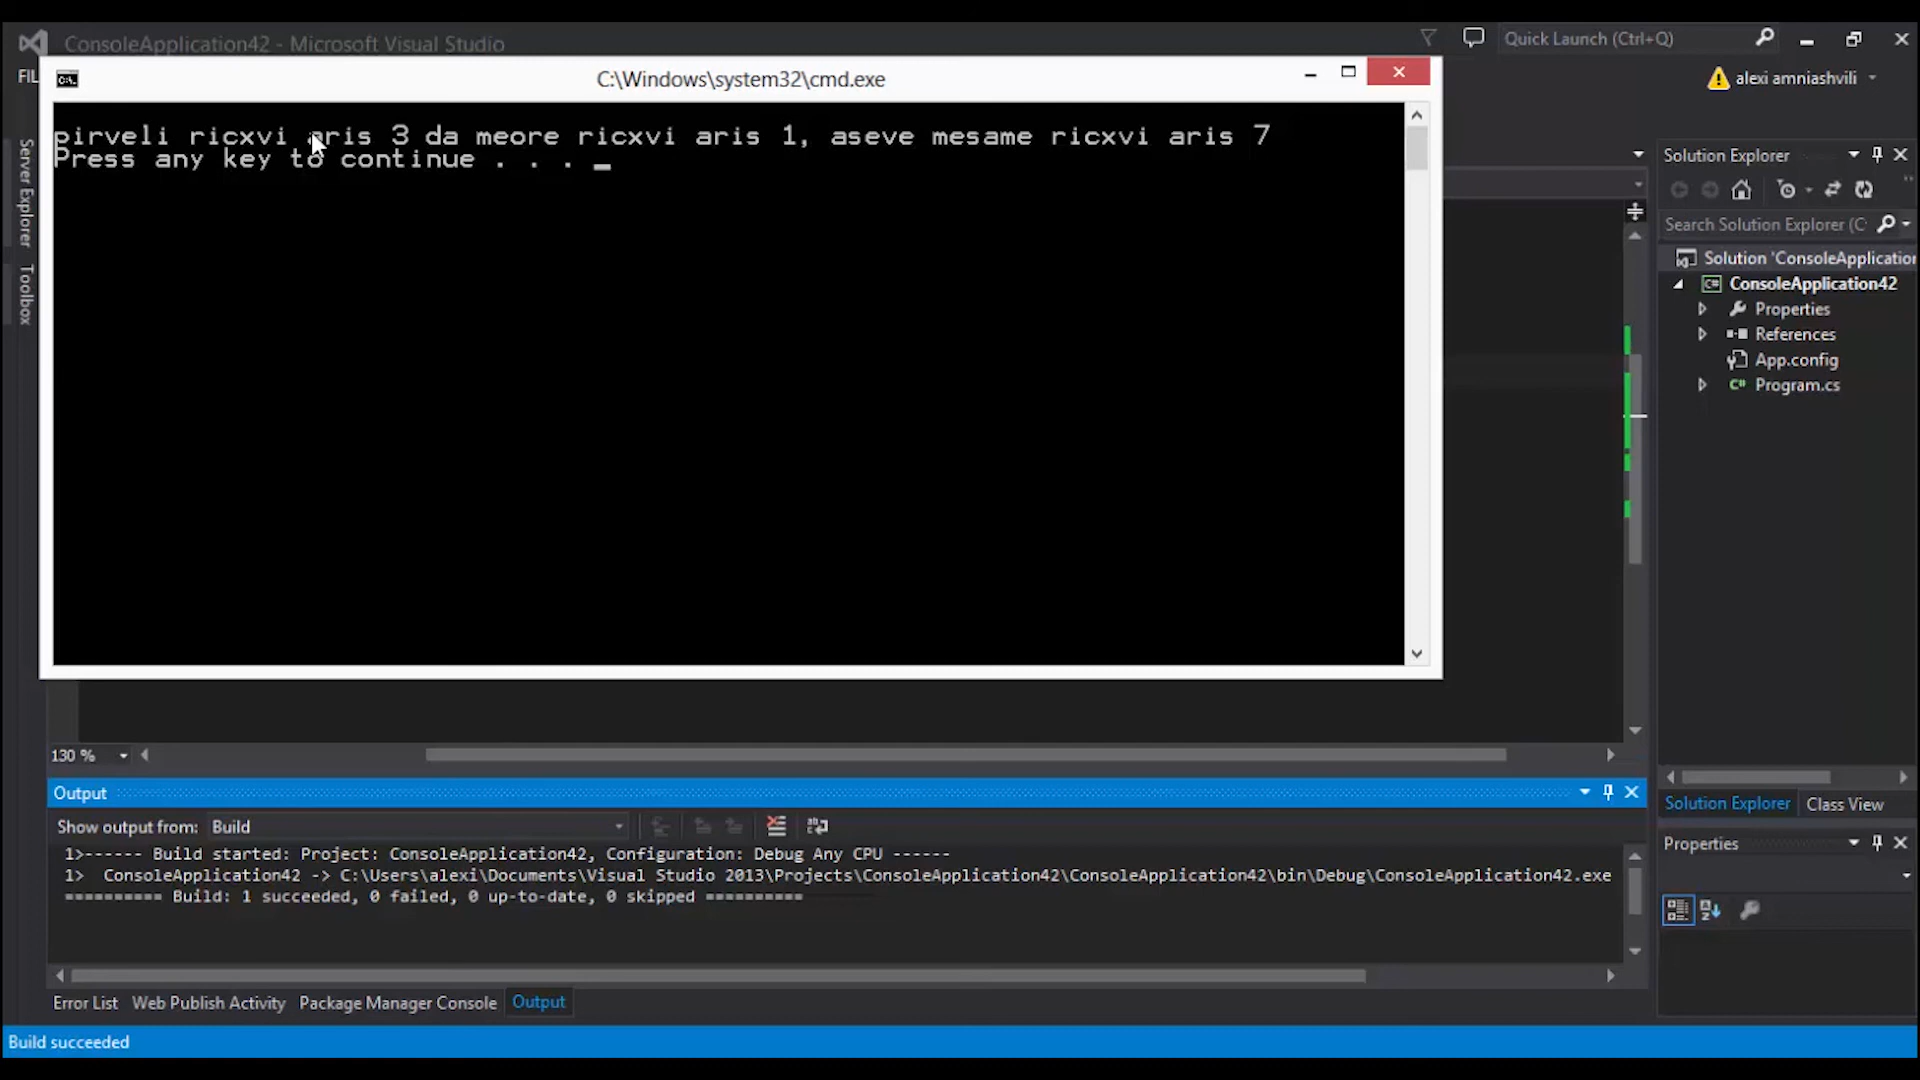 ConsoleApplication42 - Microsoft Visual Studio
Quick Launch (Ctrl+Q)
FIL
alexi amniashvili
C:\Windows\system32\cmd.exe
pirveli ricxvi aris 3 da meore ricxvi aris 1, aseve mesame ricxvi aris 7
Press any key to continue . . . _
Server Explorer
Toolbox
Solution Explorer
Search Solution Explorer (C
Solution 'ConsoleApplication
ConsoleApplication42
Properties
References
App.config
Program.cs
130 %
Solution Explorer
Class View
Properties
Output
Show output from: Build
1>------ Build started: Project: ConsoleApplication42, Configuration: Debug Any CPU ------
1>  ConsoleApplication42 -> C:\Users\alexi\Documents\Visual Studio 2013\Projects\ConsoleApplication42\ConsoleApplication42\bin\Debug\ConsoleApplication42.exe
========== Build: 1 succeeded, 0 failed, 0 up-to-date, 0 skipped ==========
Error List
Web Publish Activity
Package Manager Console
Output
Build succeeded